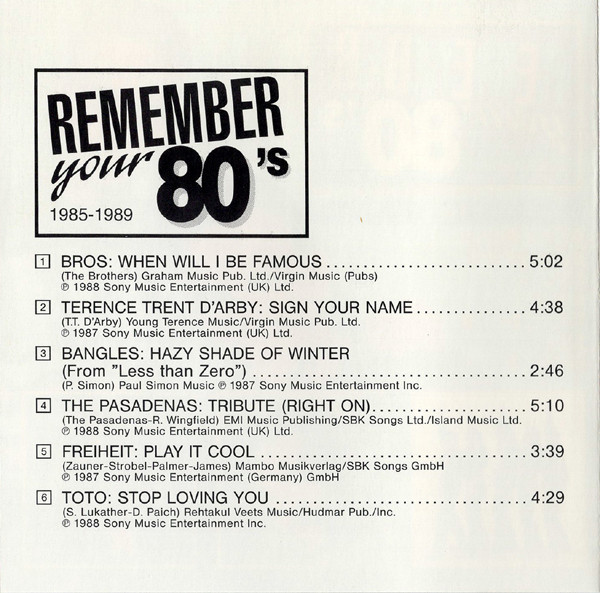 REMEMBER
your 80's
1985-1989
1 BROS: WHEN WILL I BE FAMOUS ........................ 5:02
(The Brothers) Graham Music Pub. Ltd./Virgin Music (Pubs)
℗ 1988 Sony Music Entertainment (UK) Ltd.
2 TERENCE TRENT D'ARBY: SIGN YOUR NAME .............. 4:38
(T.T. D'Arby) Young Terence Music/Virgin Music Pub. Ltd.
℗ 1987 Sony Music Entertainment (UK) Ltd.
3 BANGLES: HAZY SHADE OF WINTER
(From "Less than Zero") ................................ 2:46
(P. Simon) Paul Simon Music ℗ 1987 Sony Music Entertainment Inc.
4 THE PASADENAS: TRIBUTE (RIGHT ON)................... 5:10
(The Pasadenas-R. Wingfield) EMI Music Publishing/SBK Songs Ltd./Island Music Ltd.
℗ 1988 Sony Music Entertainment (UK) Ltd.
5 FREIHEIT: PLAY IT COOL ............................... 3:39
(Zauner-Strobel-Palmer-James) Mambo Musikverlag/SBK Songs GmbH
℗ 1987 Sony Music Entertainment (Germany) GmbH
6 TOTO: STOP LOVING YOU ............................. 4:29
(S. Lukather-D. Paich) Rehtakul Veets Music/Hudmar Pub./Inc.
℗ 1988 Sony Music Entertainment Inc.